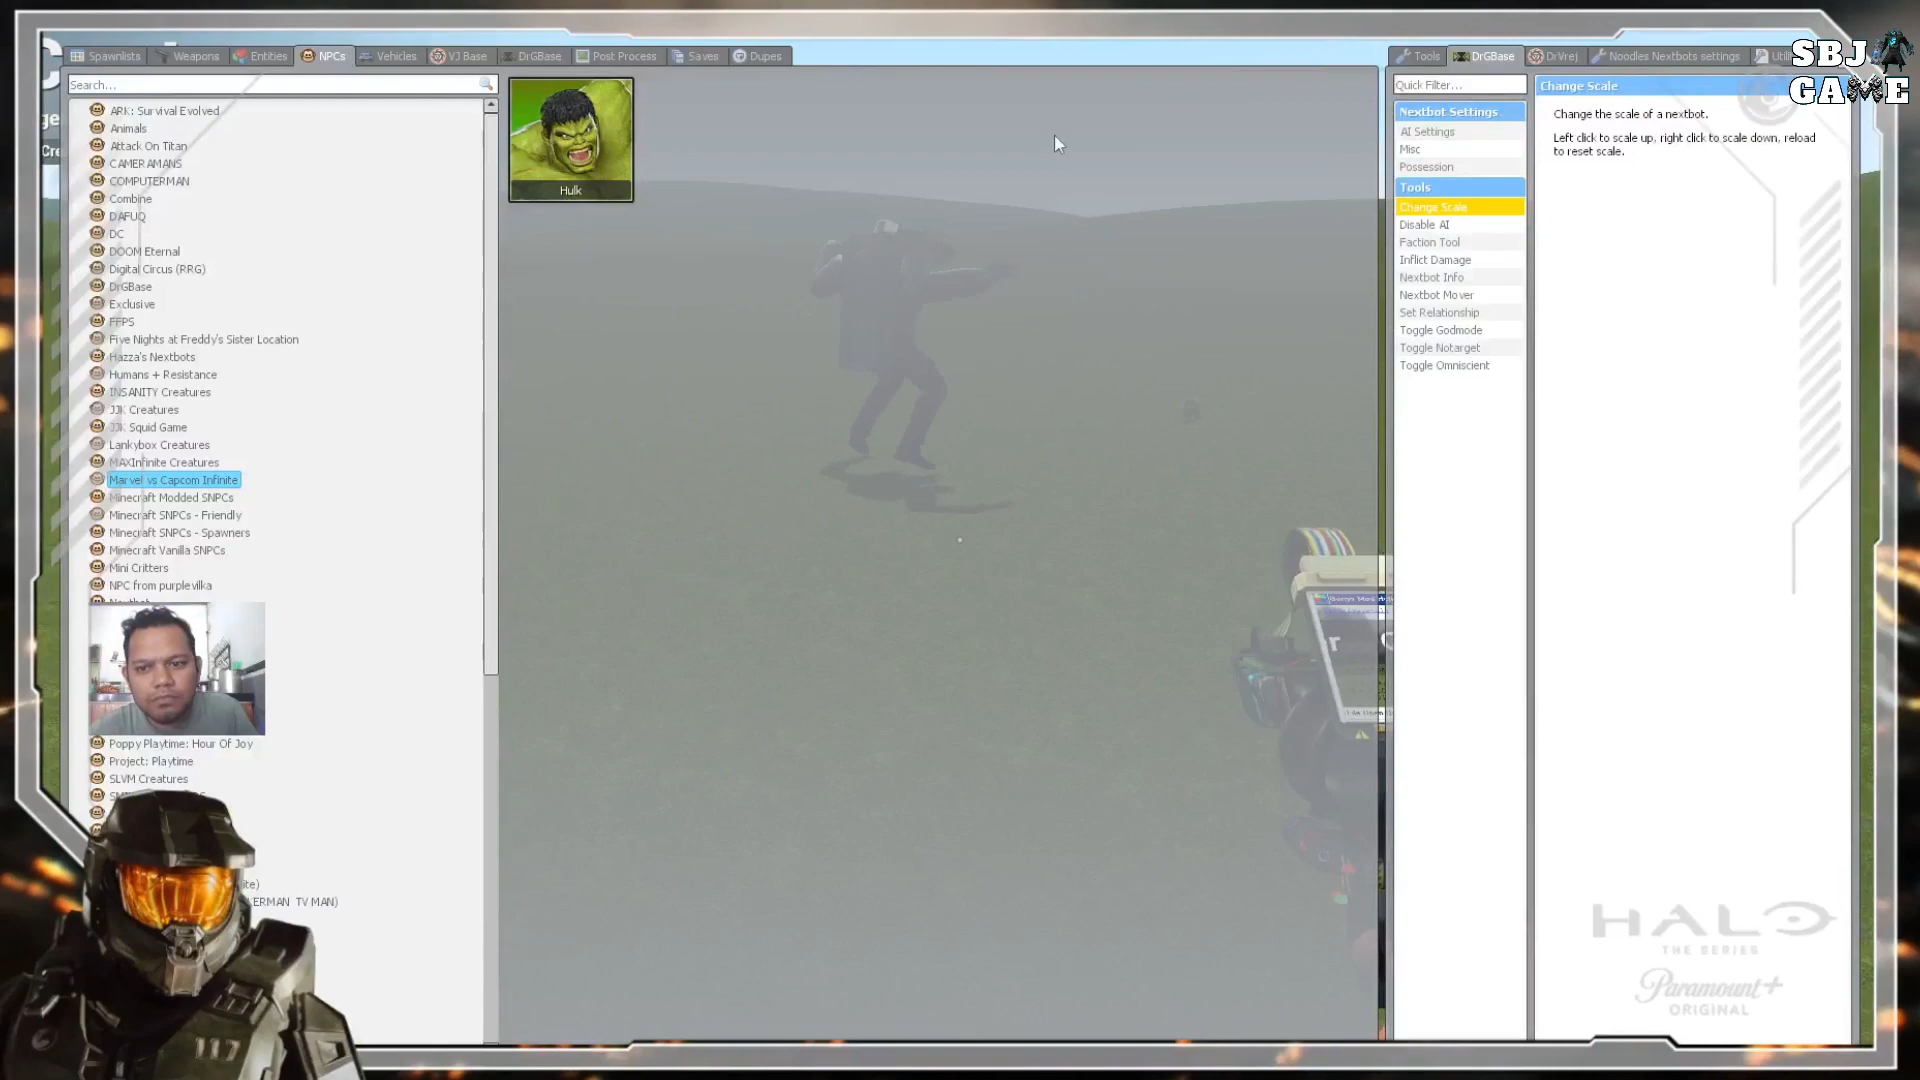 Spawnlists Weapons Entities NPCs Vehicles VJ Base DrGBase Post Process Saves Dupes
Tools DrGBase DrVrej Noodles Nextbots settings
SBJ
GAME
Search...
Quick Filter...
Change Scale
Change the scale of a nextbot.
Left click to scale up, right click to scale down, reload
to reset scale.
Nextbot Settings
AI Settings
Misc
Possession
Tools
Change Scale
Disable AI
Faction Tool
Inflict Damage
Nextbot Info
Nextbot Mover
Set Relationship
Toggle Godmode
Toggle Notarget
Toggle Omniscient
Hulk
ARK: Survival Evolved
Animals
Attack On Titan
CAMERAMANS
COMPUTERMAN
Combine
DAFUQ
DC
DOOM Eternal
Digital Circus (RRG)
DrGBase
Exclusive
FFPS
Five Nights at Freddy's Sister Location
Hazza's Nextbots
Humans + Resistance
INSANITY Creatures
JJK Creatures
JJK Squid Game
Lankybox Creatures
MAXInfinite Creatures
Marvel vs Capcom Infinite
Minecraft Modded SNPCs
Minecraft SNPCs - Friendly
Minecraft SNPCs - Spawners
Minecraft Vanilla SNPCs
Mini Critters
NPC from purplevilka
Poppy Playtime: Hour Of Joy
Project: Playtime
SLVM Creatures
TV MAN)
117
HALO
THE SERIES
Paramount+
ORIGINAL